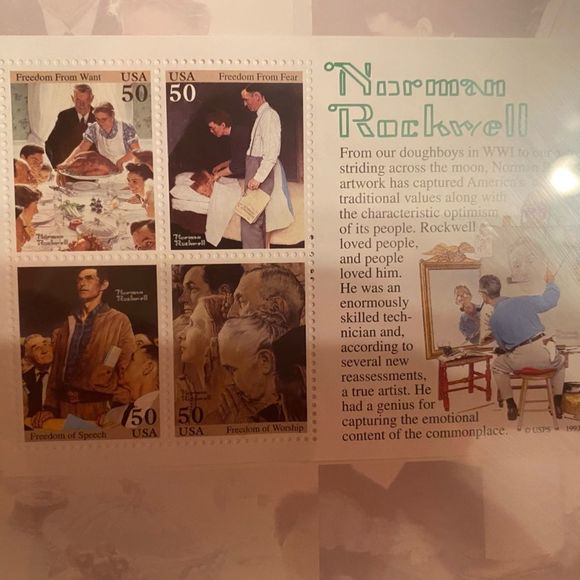 Freedom From Want USA
50
USA Freedom From Fear
50
Norman
Rockwell
Norman
Rockwell
Norman
Rockwell
50
Freedom of Speech USA
Norman
Rockwell
50
USA Freedom of Worship
Norman
Rockwell
From our doughboys in WWI to our
striding across the moon, Norman
artwork has captured America's
traditional values along with
the characteristic optimism
of its people. Rockwell
loved people,
and people
loved him.
He was an
enormously
skilled tech-
nician and,
according to
several new
reassessments,
a true artist. He
had a genius for
capturing the emotional
content of the commonplace.
© USPS